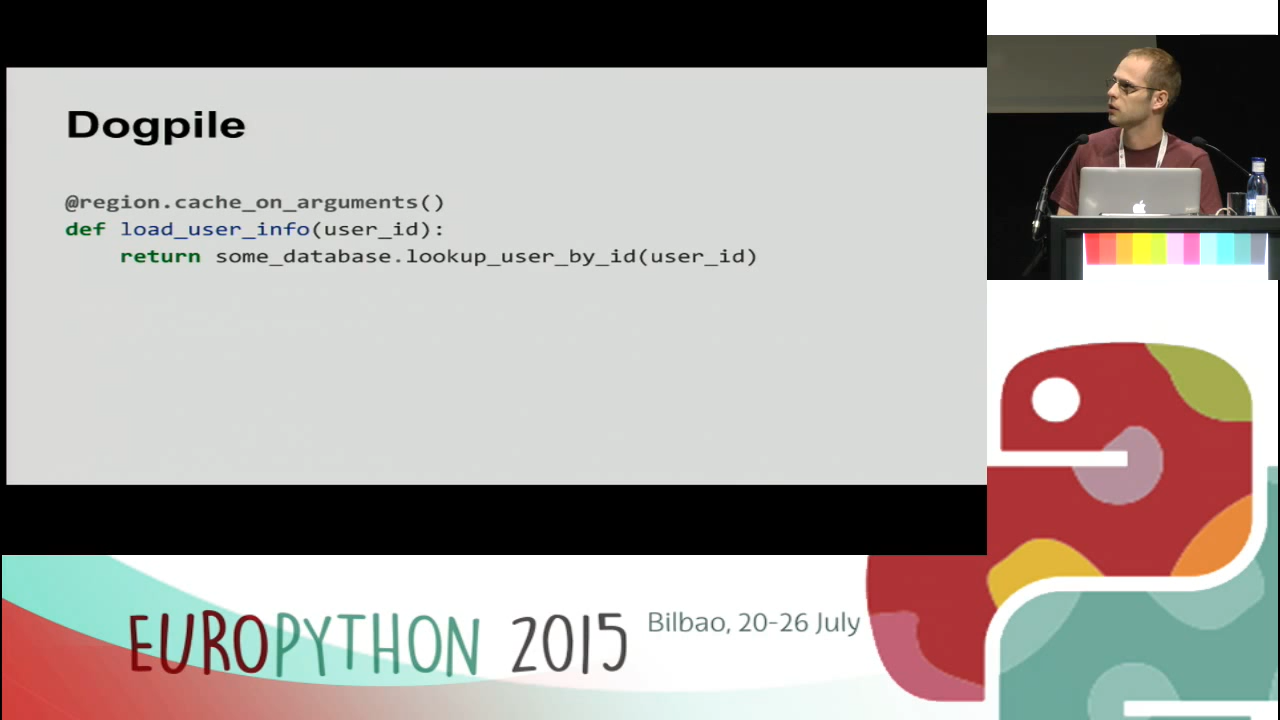 Dogpile
@region.cache_on_arguments()
def load_user_info(user_id):
    return some_database.lookup_user_by_id(user_id)
EUROPYTHON 2015
Bilbao, 20-26 July